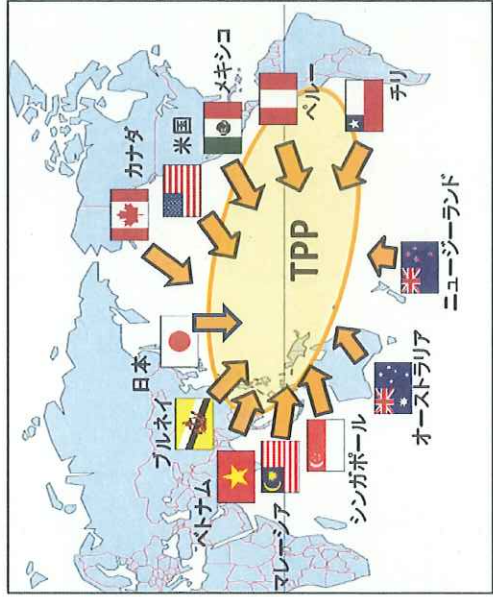 カナダ
米国
メキシコ
日本
ブルネイ
ベトナム
マレーシア
シンガポール
TPP
ペルー
チリ
オーストラリア
ニュージーランド